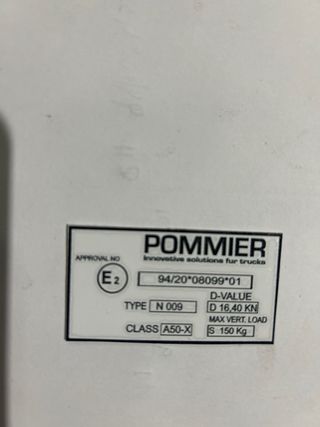 POMMIER
innovative solutions fur trucks
APPROVAL NO
E2
94/20*08099*01
D-VALUE
TYPE N 009 D 16,40 KN
MAX VERT. LOAD
CLASS A50-X S 150 Kg